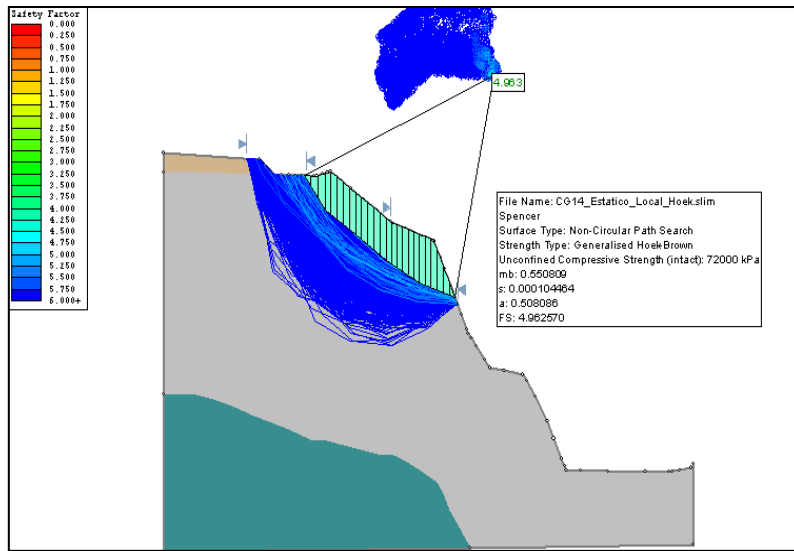 Safety Factor
0.000
0.250
0.500
0.750
1.000
1.250
1.500
1.750
2.000
2.250
2.500
2.750
3.000
3.250
3.500
3.750
4.000
4.250
4.500
4.750
5.000
5.250
5.500
5.750
6.000+
4.963
File Name: CG14_Estatico_Local_Hoek.slim
Spencer
Surface Type: Non-Circular Path Search
Strength Type: Generalised Hoek-Brown
Unconfined Compressive Strength (intact): 72000 kPa
mb: 0.550809
s: 0.000104464
a: 0.508086
FS: 4.962570